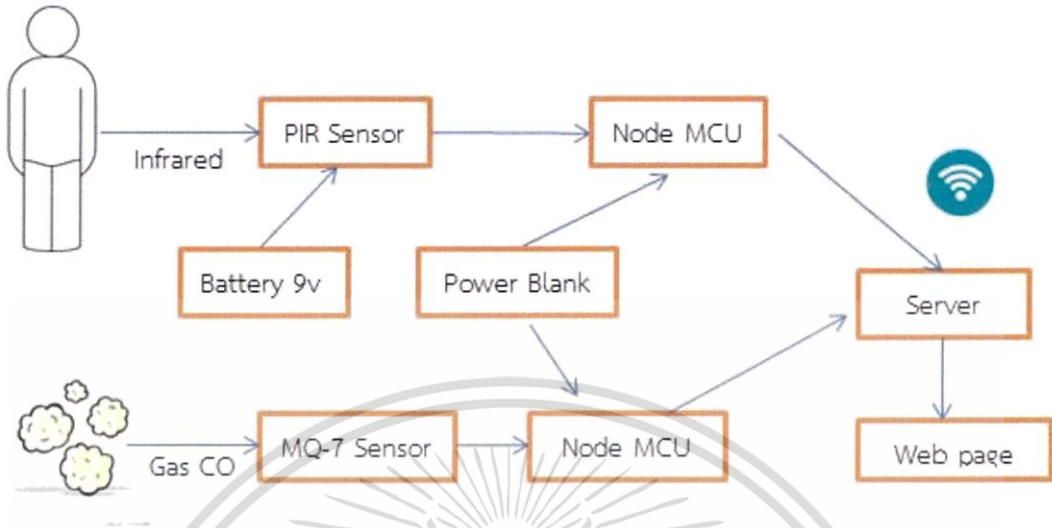 PIR Sensor
Node MCU
Infrared
Battery 9v
Power Blank
Server
MQ-7 Sensor
Node MCU
Gas CO
Web page